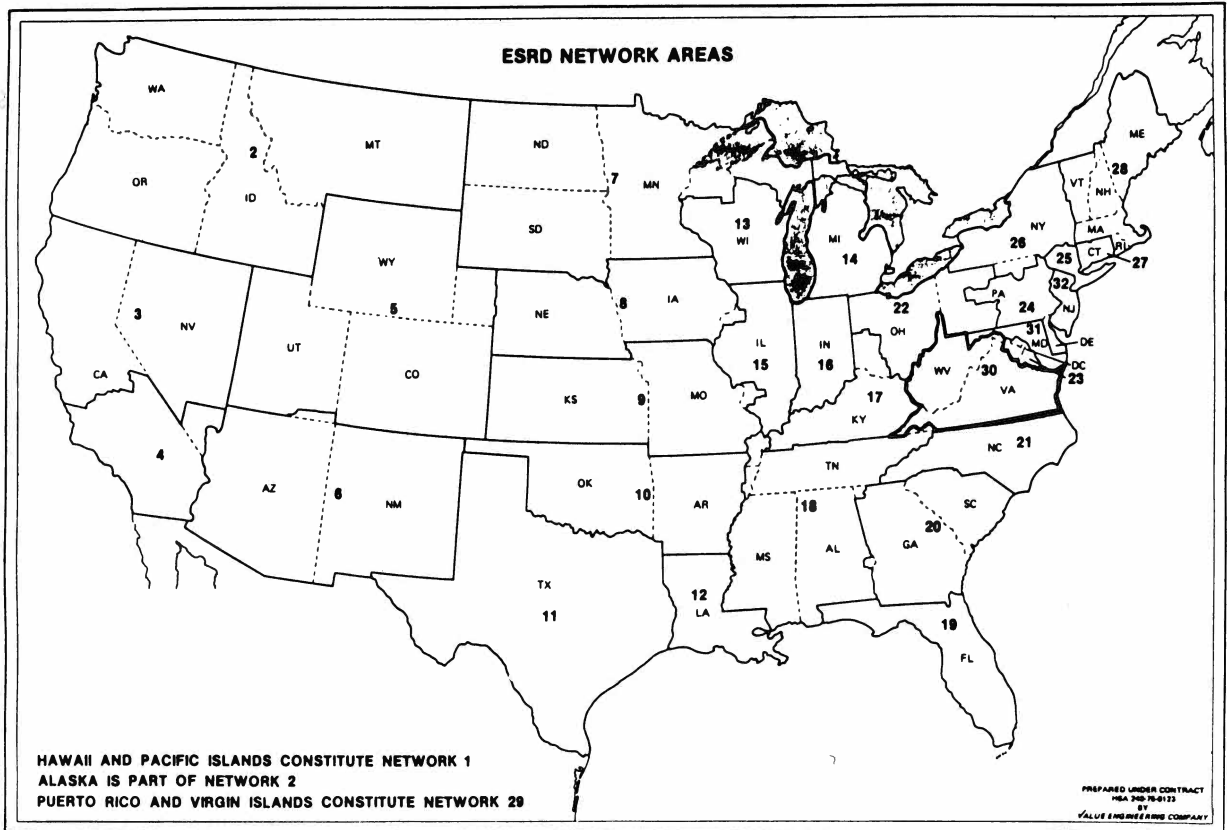 ESRD NETWORK AREAS
WA
MT
ND
MN
ME
2
7
28
VT
NH
OR
ID
SD
13
WI
MI
14
NY
26
MA
RI
CT
27
25
WY
5
8
IA
22
PA
32
24
NJ
3
NV
NE
OH
31
MD
DE
UT
IL
15
IN
16
DC
23
CA
CO
KS
9
MO
17
KY
WV
30
VA
4
NC
21
AZ
6
NM
OK
10
AR
TN
SC
18
20
MS
AL
GA
TX
11
12
LA
19
FL
HAWAII AND PACIFIC ISLANDS CONSTITUTE NETWORK 1
ALASKA IS PART OF NETWORK 2
PUERTO RICO AND VIRGIN ISLANDS CONSTITUTE NETWORK 29
PREPARED UNDER CONTRACT
BY
VALUE ENGINEERING COMPANY